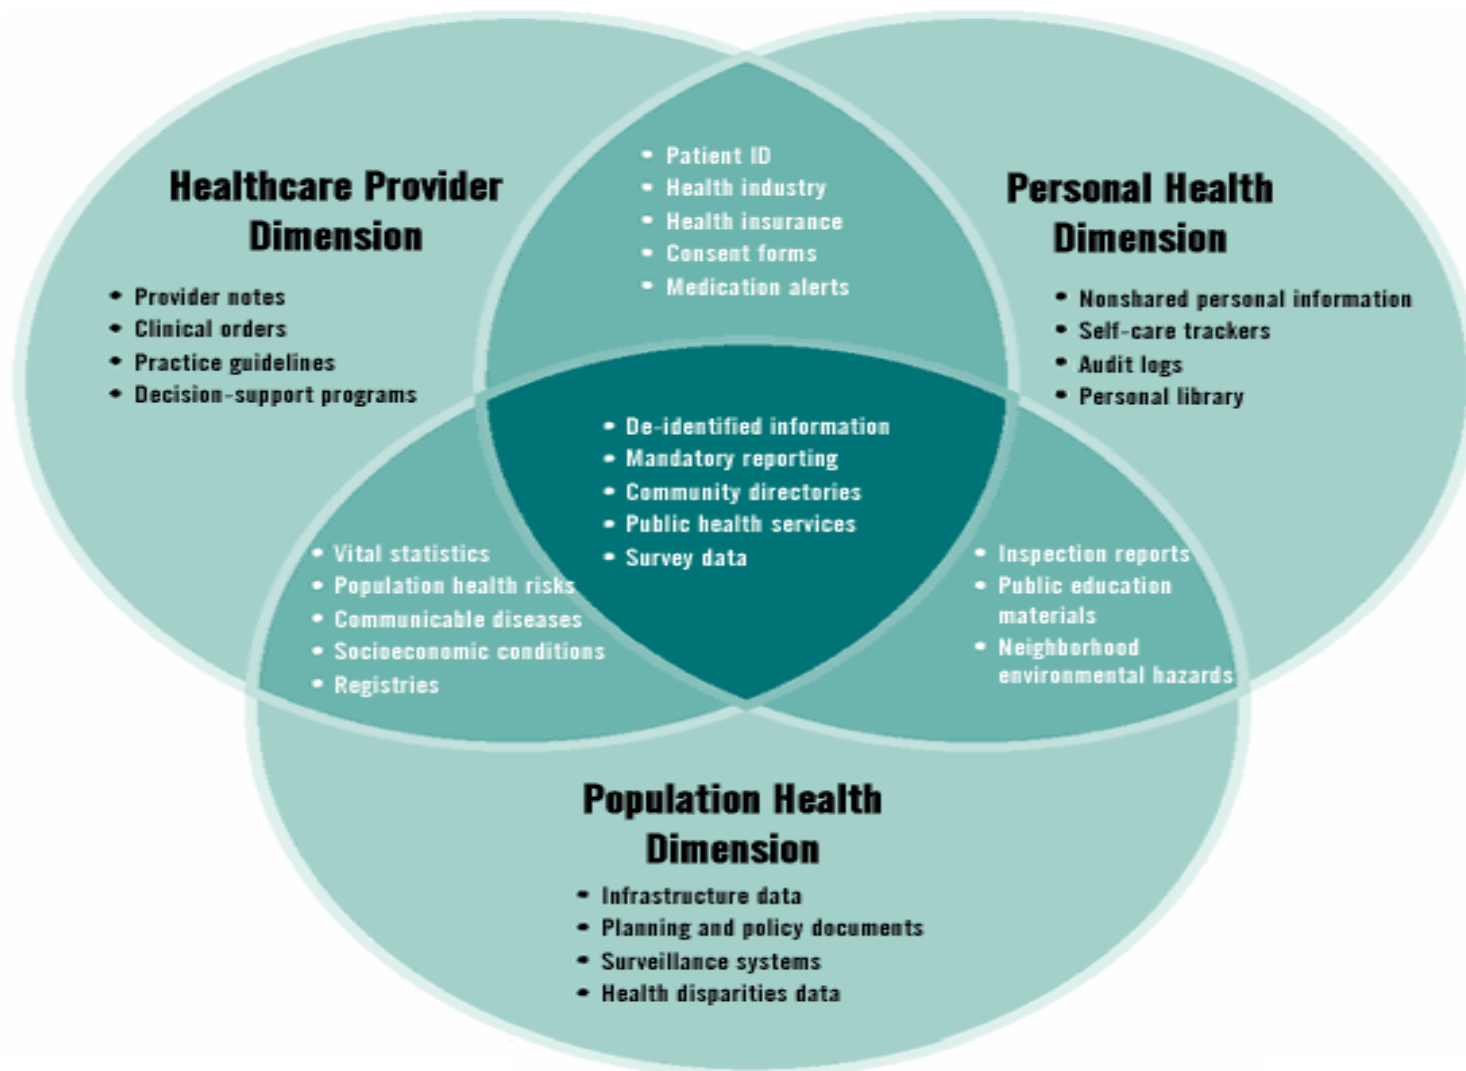 Healthcare Provider
Dimension
• Provider notes
• Clinical orders
• Practice guidelines
• Decision-support programs
• Patient ID
• Health industry
• Health insurance
• Consent forms
• Medication alerts
Personal Health
Dimension
• Nonshared personal information
• Self-care trackers
• Audit logs
• Personal library
• De-identified information
• Mandatory reporting
• Community directories
• Public health services
• Survey data
• Vital statistics
• Population health risks
• Communicable diseases
• Socioeconomic conditions
• Registries
• Inspection reports
• Public education
materials
• Neighborhood
environmental hazards
Population Health
Dimension
• Infrastructure data
• Planning and policy documents
• Surveillance systems
• Health disparities data